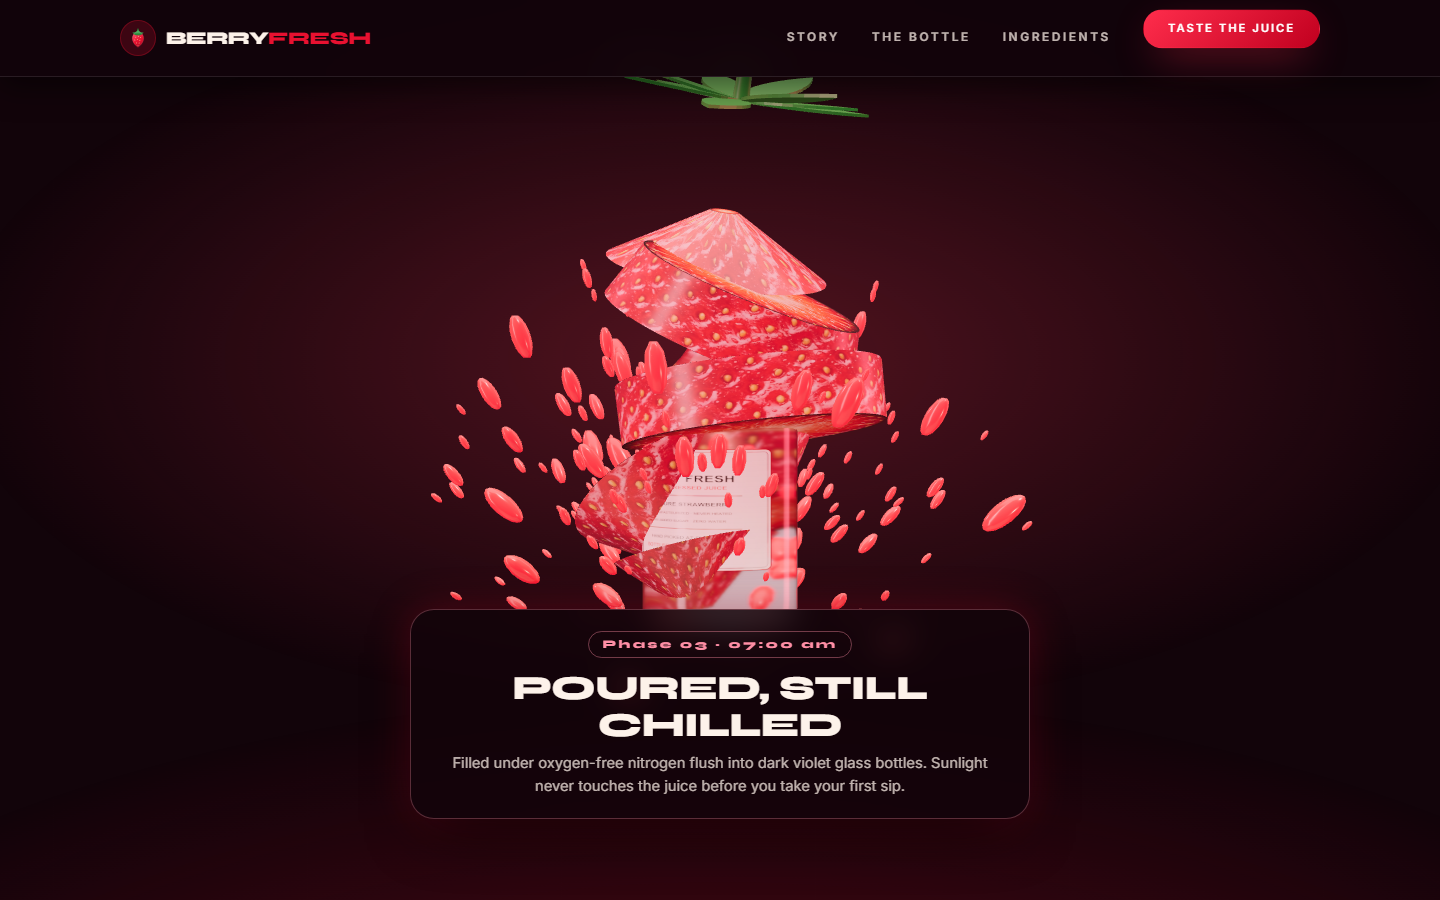 BERRYFRESH
STORY
THE BOTTLE
INGREDIENTS
TASTE THE JUICE
FRESH
Phase 03 · 07:00 am
POURED, STILL
CHILLED
Filled under oxygen-free nitrogen flush into dark violet glass bottles. Sunlight
never touches the juice before you take your first sip.